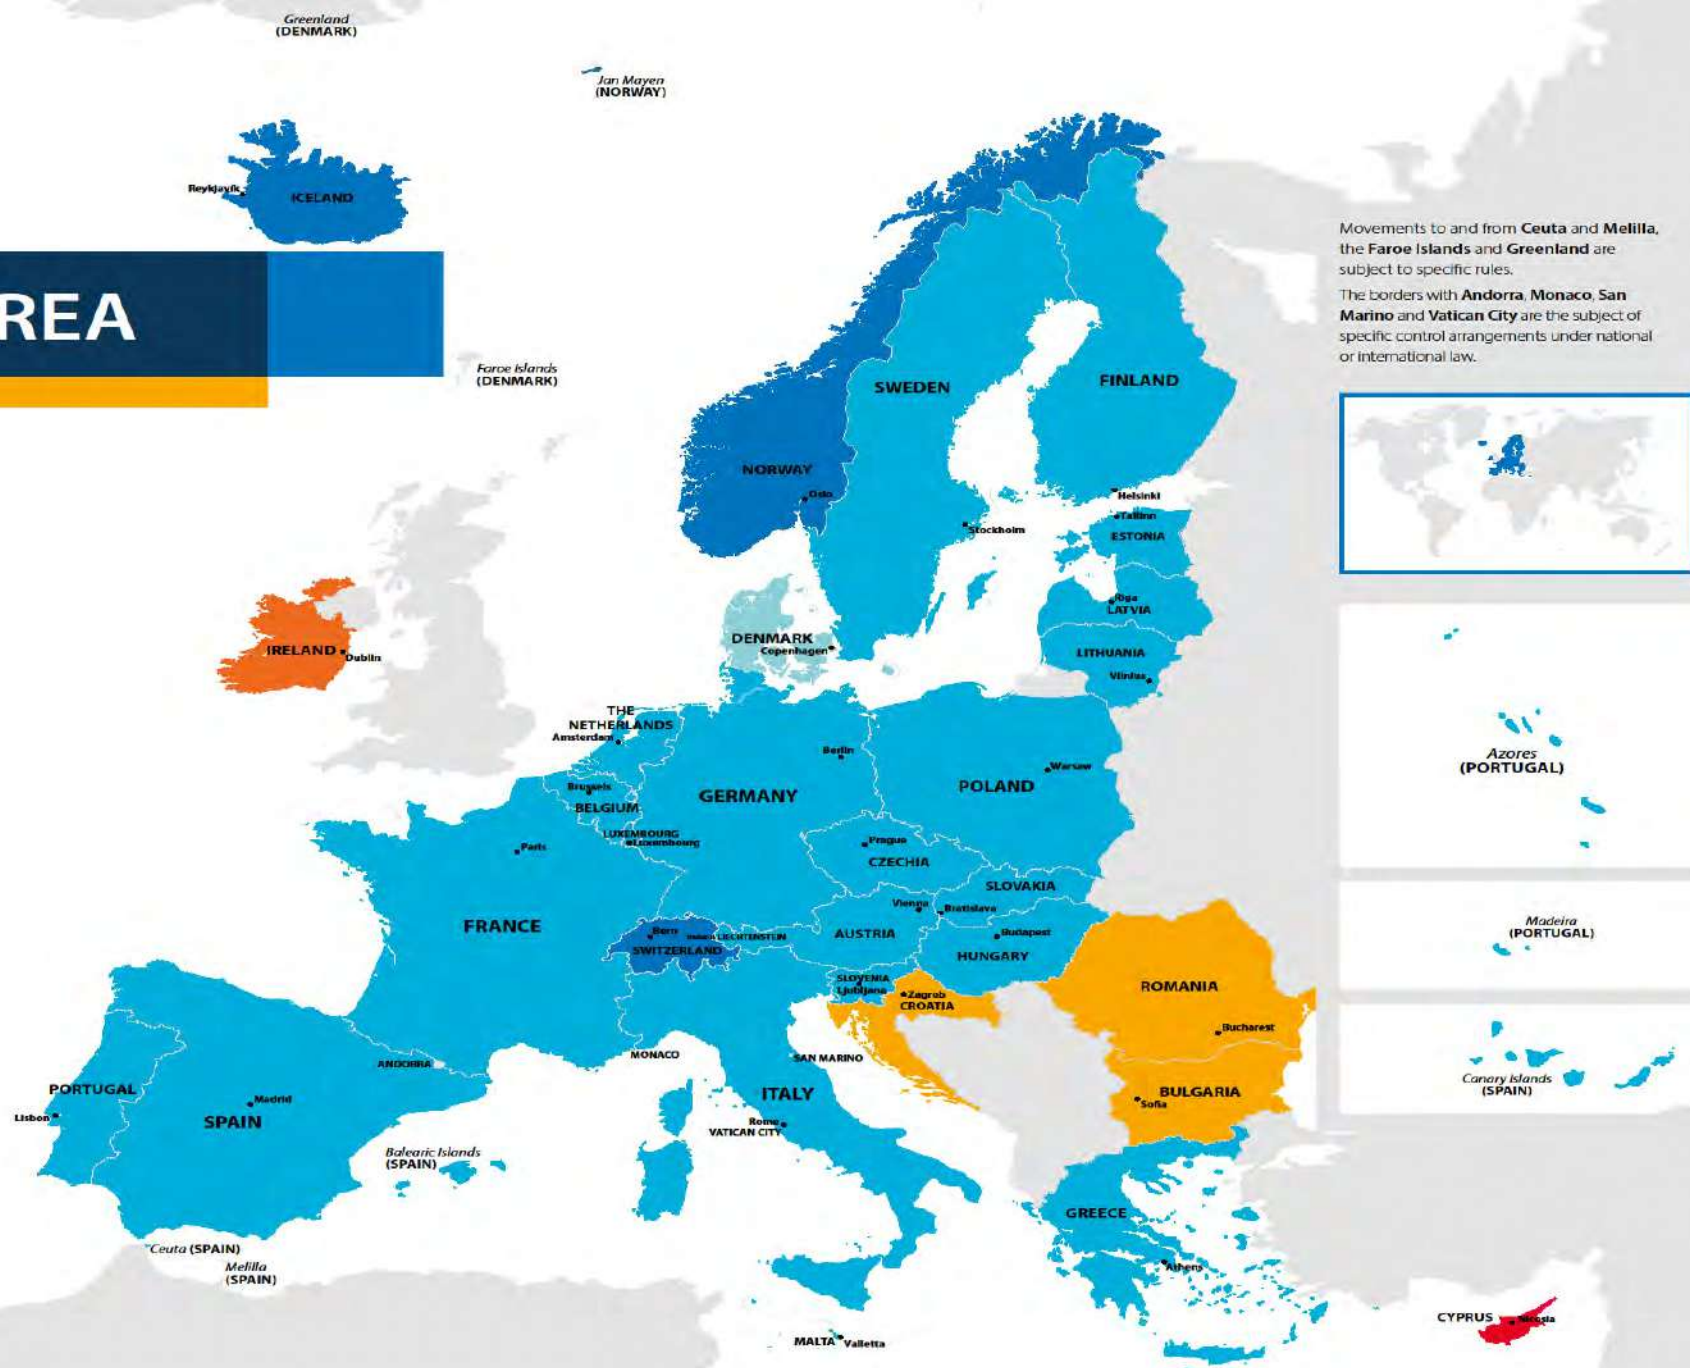 Greenland
(DENMARK)
Jan Mayen
(NORWAY)
Reykjavík
ICELAND
REA
Movements to and from Ceuta and Melilla,
the Faroe Islands and Greenland are
subject to specific rules.
The borders with Andorra, Monaco, San
Marino and Vatican City are the subject of
specific control arrangements under national
or international law.
Faroe Islands
(DENMARK)
SWEDEN
FINLAND
NORWAY
Oslo
Helsinki
Tallinn
Stockholm
ESTONIA
Riga
LATVIA
DENMARK
Copenhagen
IRELAND
Dublin
LITHUANIA
Vilnius
THE
NETHERLANDS
Amsterdam
Berlin
Warsaw
Azores
(PORTUGAL)
Brussels
BELGIUM
GERMANY
POLAND
LUXEMBOURG
Luxembourg
Paris
Prague
CZECHIA
SLOVAKIA
Vienna
Bratislava
FRANCE
Bern
LIECHTENSTEIN
SWITZERLAND
AUSTRIA
Budapest
HUNGARY
Madeira
(PORTUGAL)
SLOVENIA
Ljubljana
Zagreb
CROATIA
ROMANIA
Bucharest
MONACO
SAN MARINO
ANDORRA
PORTUGAL
Lisbon
Madrid
SPAIN
ITALY
Rome
VATICAN CITY
BULGARIA
Sofia
Canary Islands
(SPAIN)
Balearic Islands
(SPAIN)
GREECE
Athens
Ceuta (SPAIN)
Melilla
(SPAIN)
MALTA
Valletta
CYPRUS
Nicosia